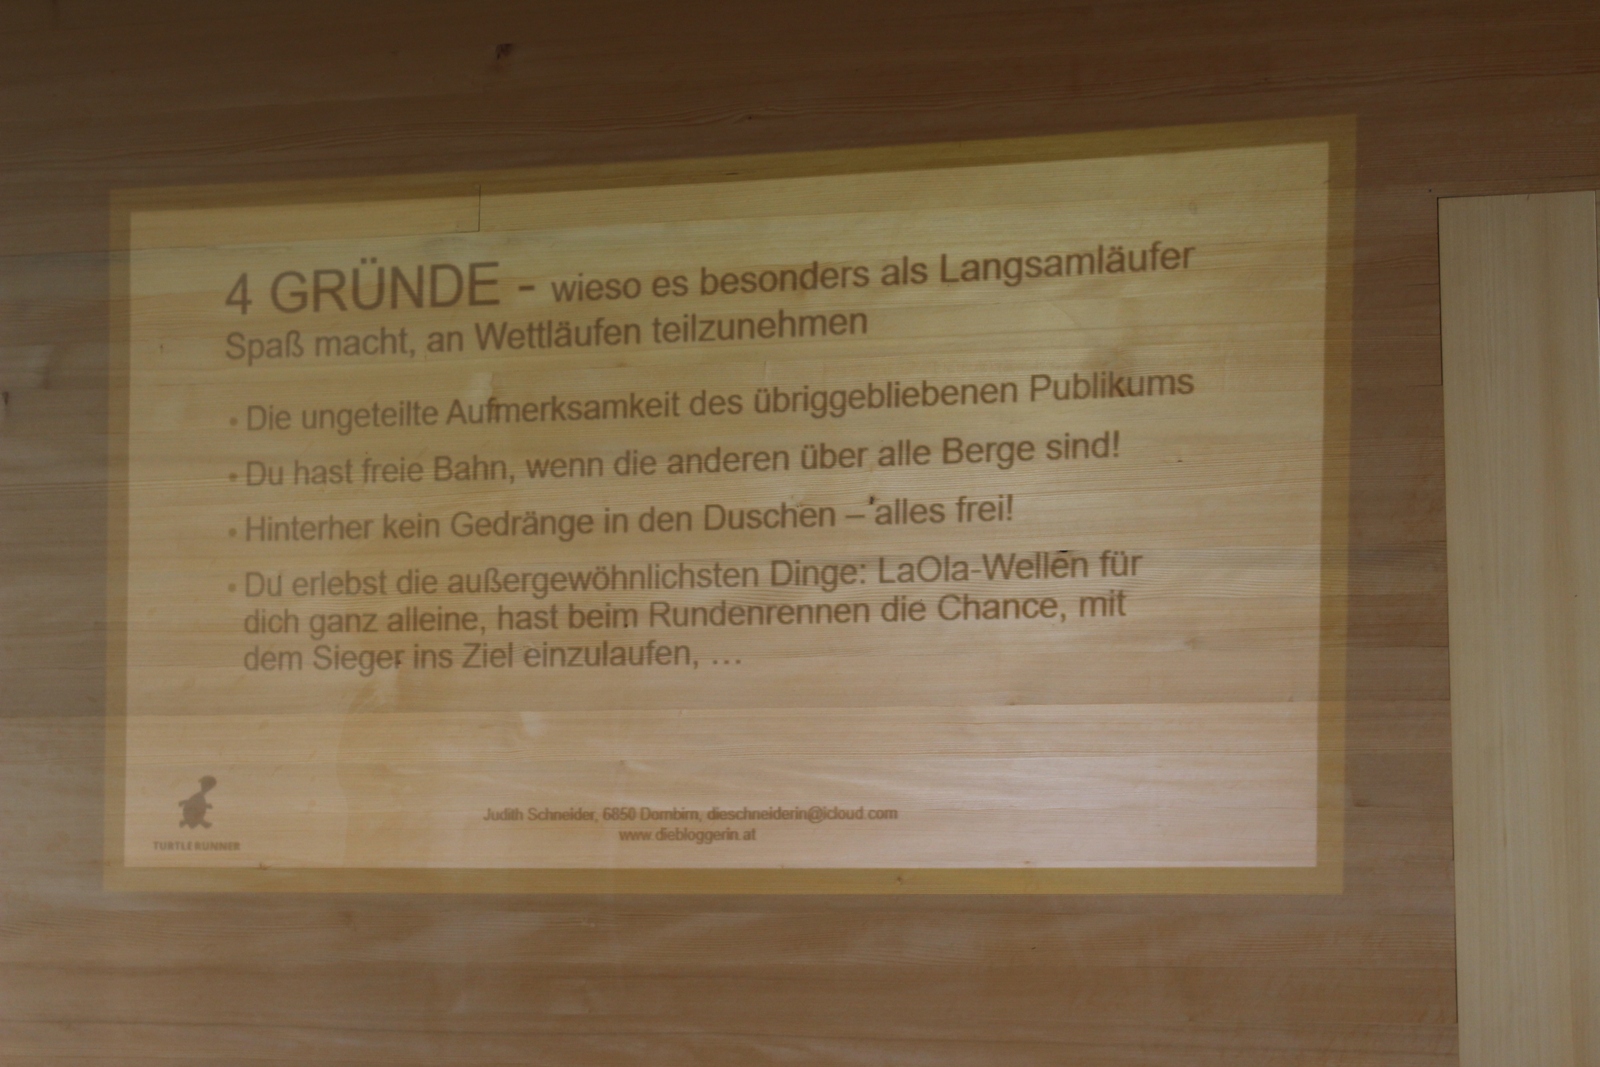 4 GRÜNDE - wieso es besonders als Langsamläufer
Spaß macht, an Wettläufen teilzunehmen
• Die ungeteilte Aufmerksamkeit des übriggebliebenen Publikums
• Du hast freie Bahn, wenn die anderen über alle Berge sind!
• Hinterher kein Gedränge in den Duschen – alles frei!
• Du erlebst die außergewöhnlichsten Dinge: LaOla-Wellen für
dich ganz alleine, hast beim Rundenrennen die Chance, mit
dem Sieger ins Ziel einzulaufen, …
TURTLERUNNER
Judith Schneider, 6850 Dornbirn, dieschneiderin@icloud.com
www.diebloggerin.at